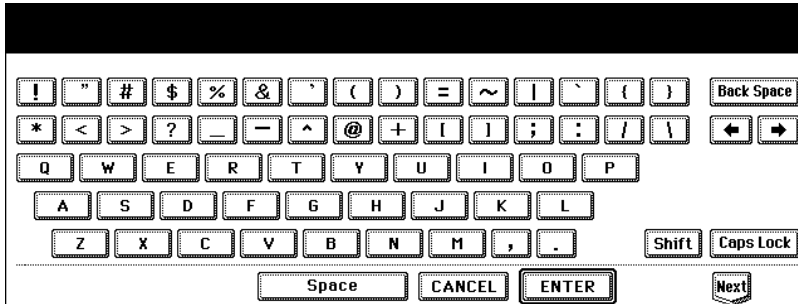 ! " # $ % & ' ( ) = ~ | ` { } Back Space
* < > ? _ - ^ @ + [ ] ; : / \ ← →
Q W E R T Y U I O P
A S D F G H J K L
Z X C V B N M , . Shift Caps Lock
Space CANCEL ENTER Next